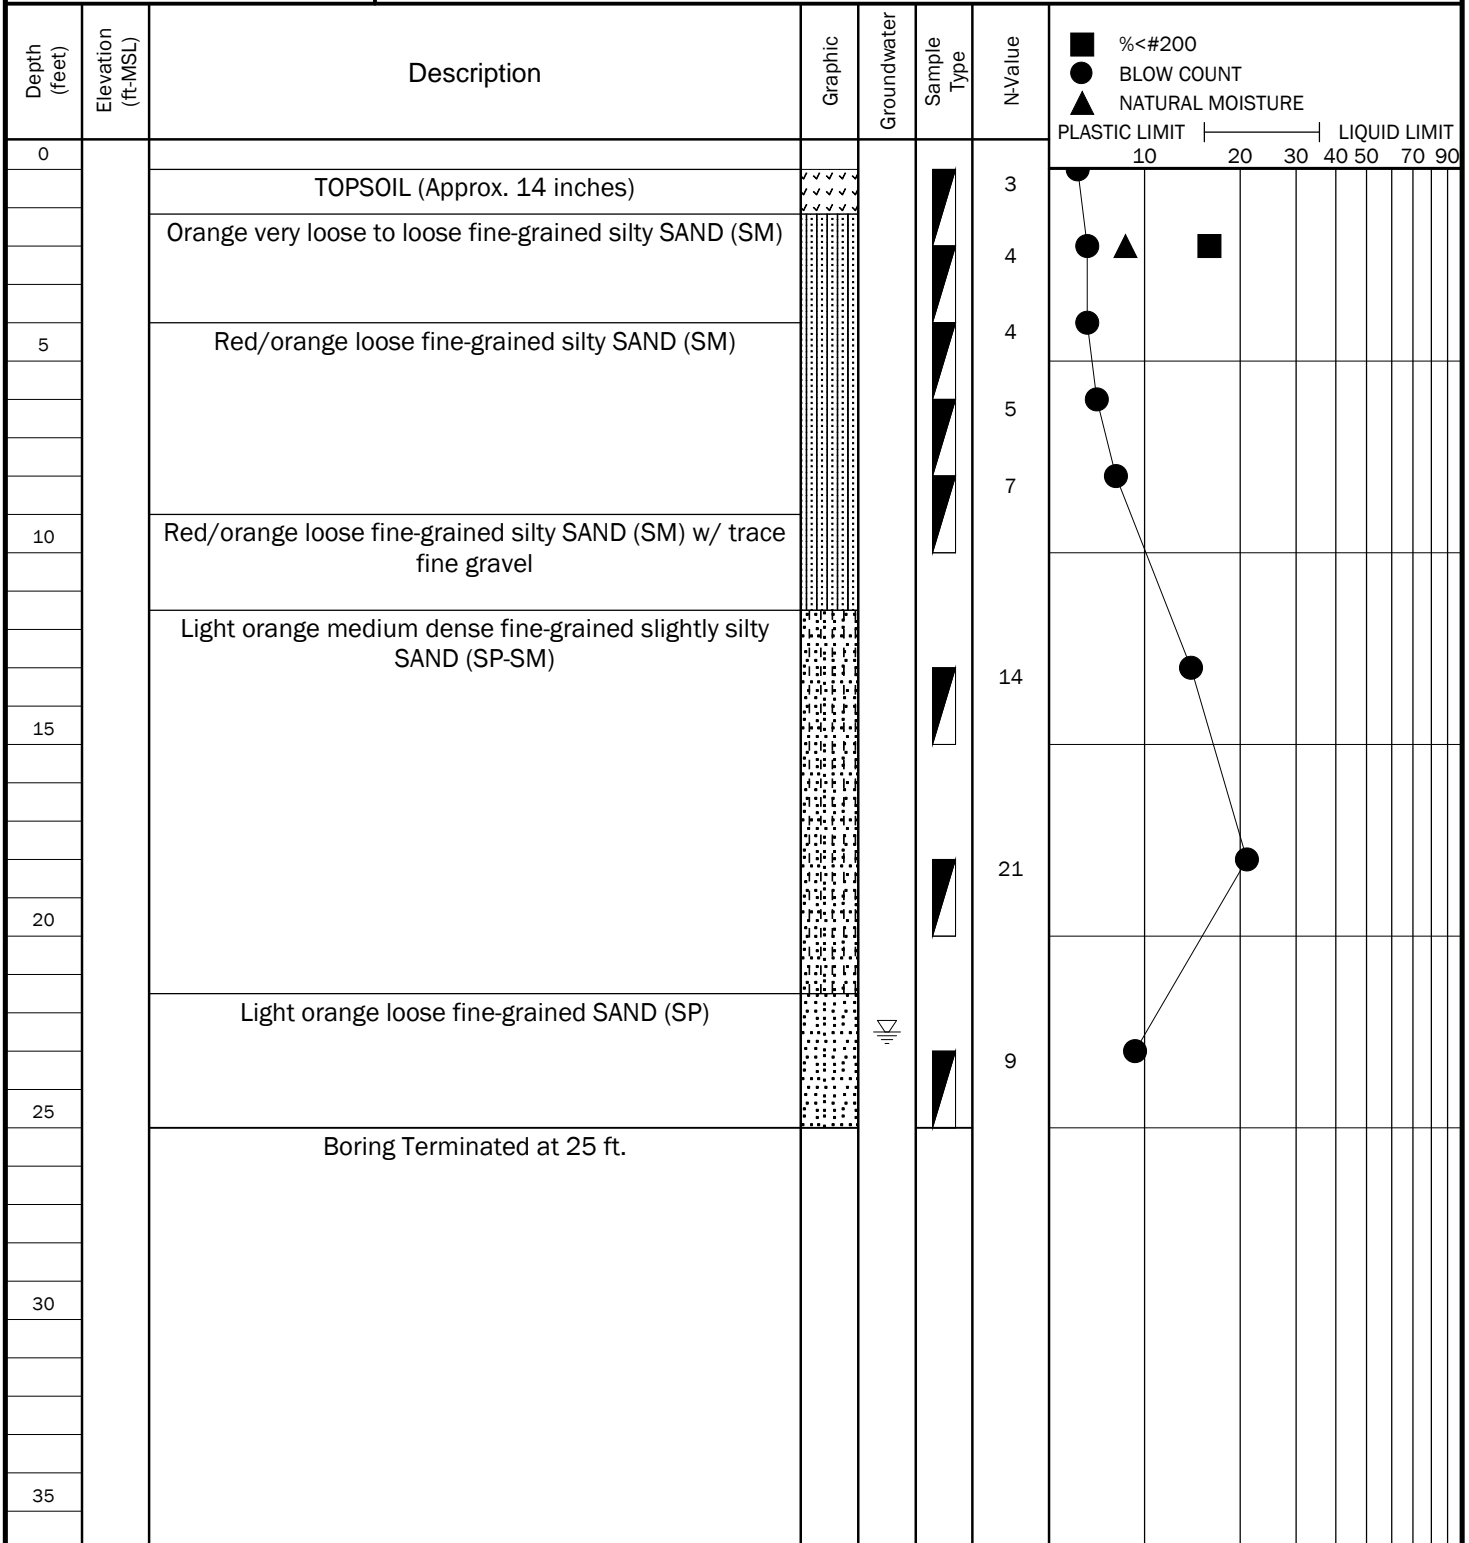 Depth
(feet)
Elevation
(ft-MSL)
Description
Graphic
Groundwater
Sample
Type
N-Value
%<#200
BLOW COUNT
NATURAL MOISTURE
PLASTIC LIMIT LIQUID LIMIT
10 20 30 40 50 70 90
0
TOPSOIL (Approx. 14 inches)
3
Orange very loose to loose fine-grained silty SAND (SM)
4
4
5
Red/orange loose fine-grained silty SAND (SM)
5
7
10
Red/orange loose fine-grained silty SAND (SM) w/ trace
fine gravel
Light orange medium dense fine-grained slightly silty
SAND (SP-SM)
14
15
21
20
Light orange loose fine-grained SAND (SP)
9
25
Boring Terminated at 25 ft.
30
35